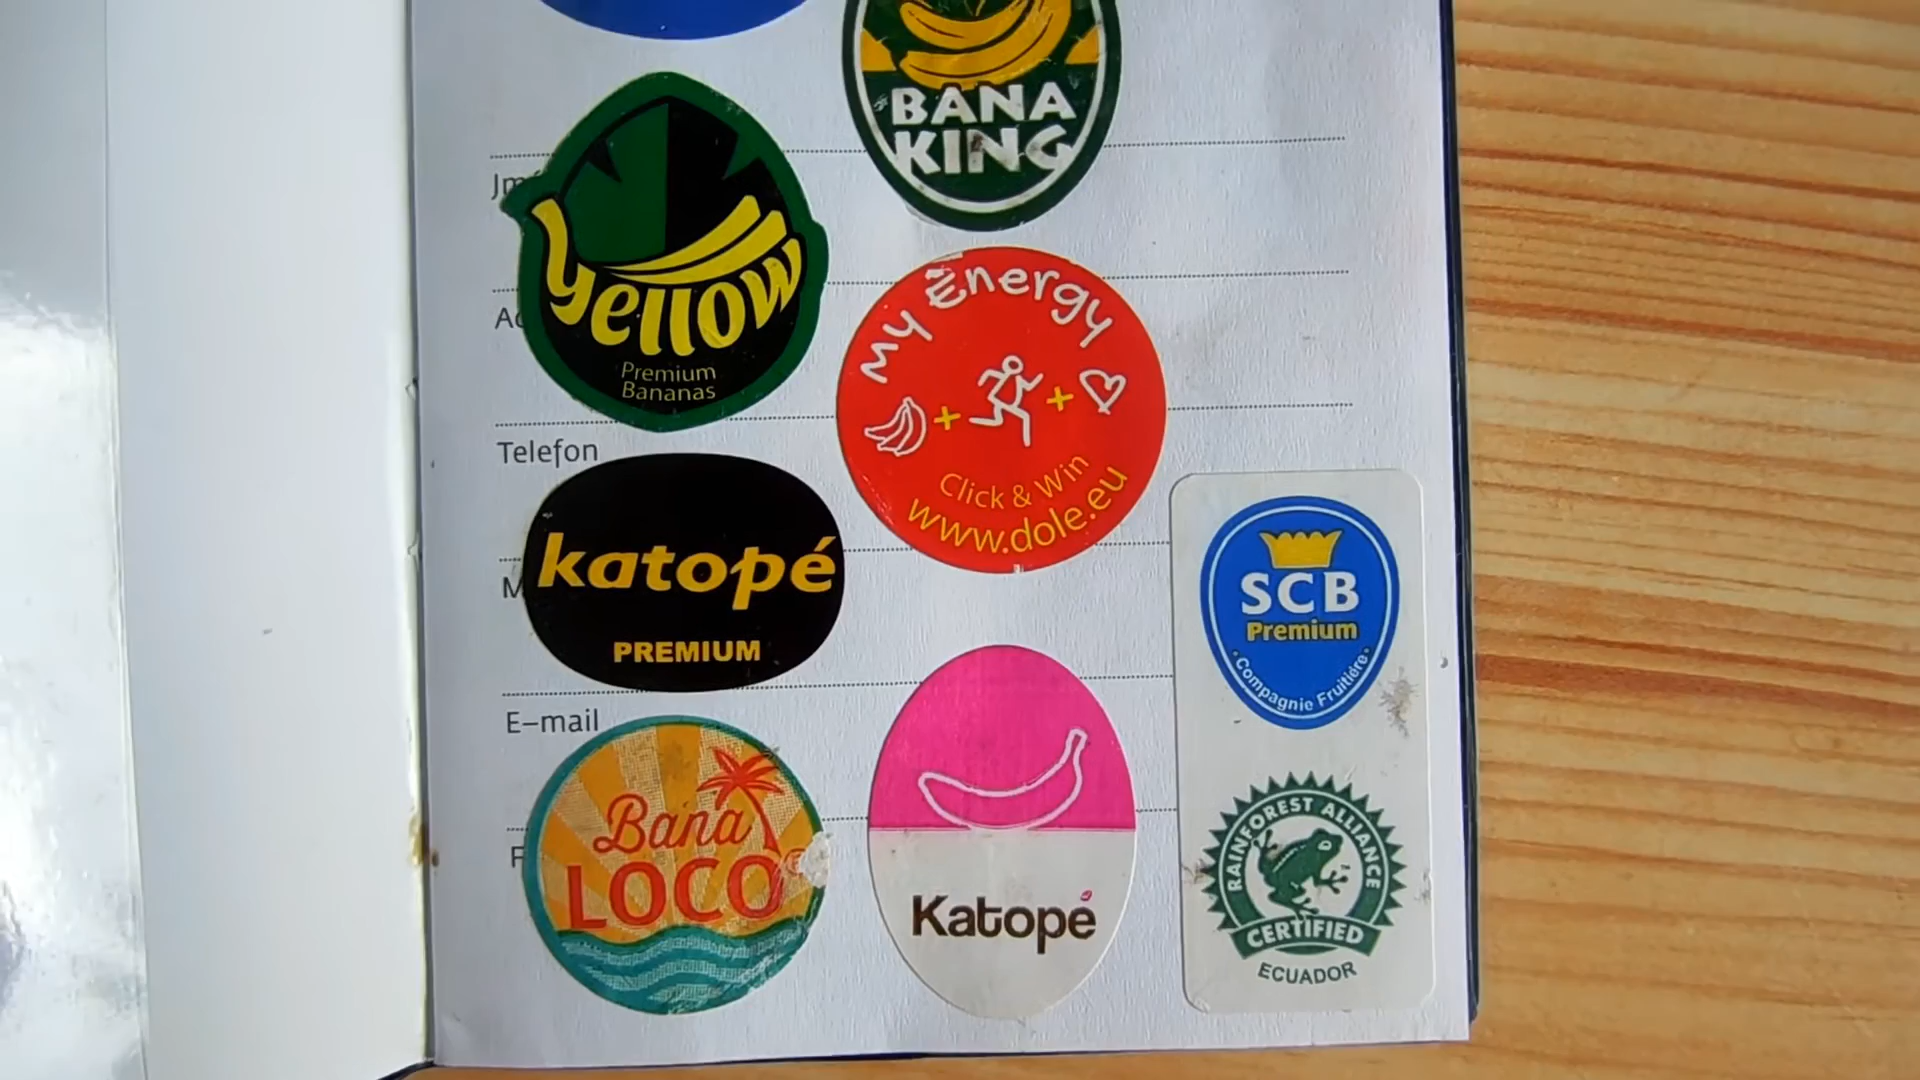 BANA
KING
Jm
yellow
Premium
Bananas
My Energy
Click & Win
www.dole.eu
Telefon
katopé
PREMIUM
SCB
Premium
Compagnie Fruitière
E–mail
Bana
LOCO
Katopé
RAINFOREST ALLIANCE
CERTIFIED
ECUADOR